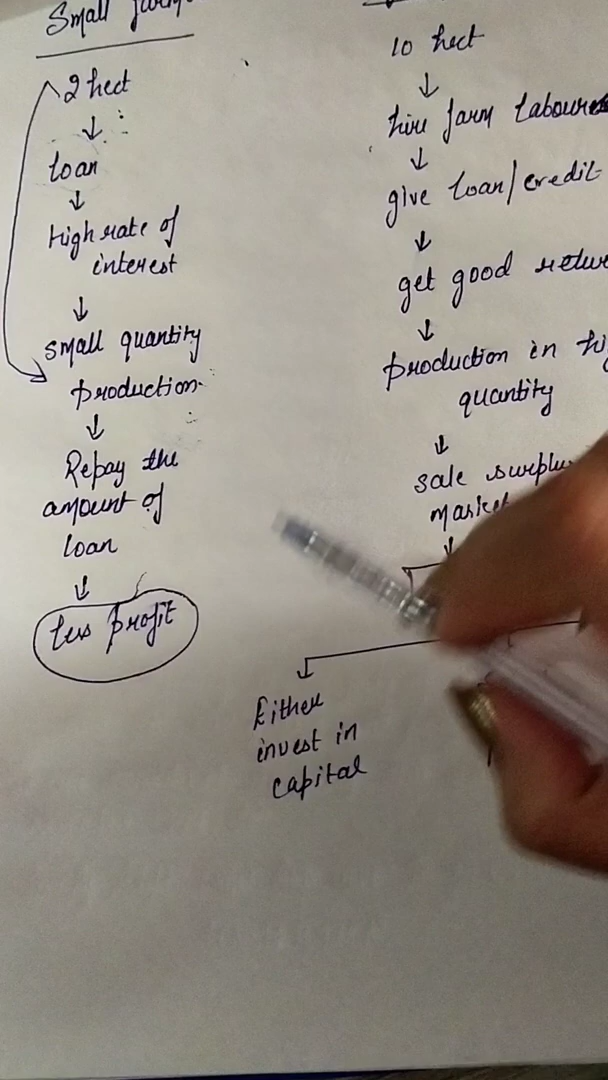 Small
2 hect
loan
High rate of
interest
small quantity
production
Repay the
amount of
loan
less profit
10 hect
hire farm
give loan/credit
get good
production in
quantity
sale
market
Either
invest in
capital